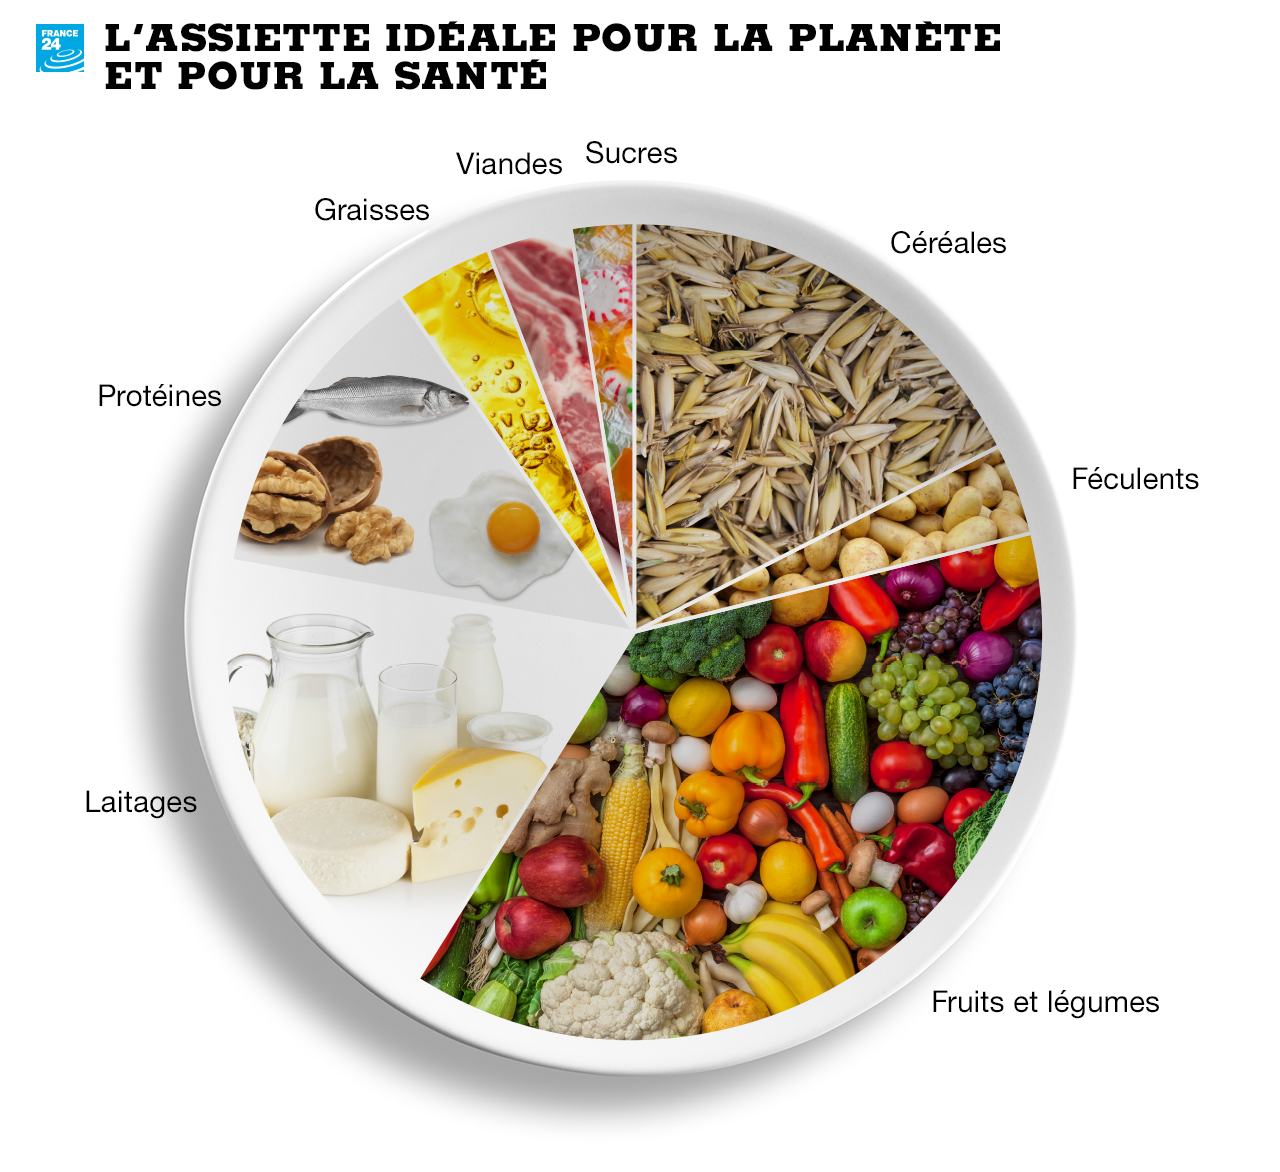 FRANCE
24
L'ASSIETTE IDÉALE POUR LA PLANÈTE
ET POUR LA SANTÉ
Sucres
Viandes
Graisses
Céréales
Protéines
Féculents
Laitages
Fruits et légumes